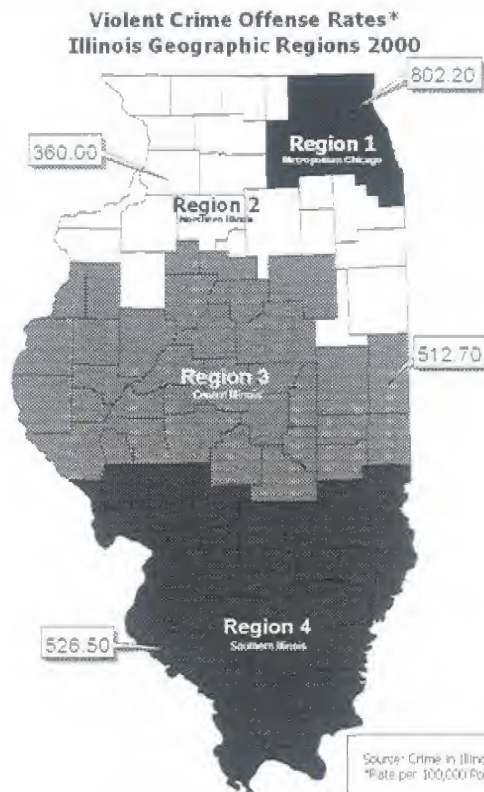 Violent Crime Offense Rates*
Illinois Geographic Regions 2000
802.20
Region 1
Metropolitan Chicago
360.00
Region 2
Northern Illinois
512.70
Region 3
Central Illinois
Region 4
Southern Illinois
526.50
Source: Crime in Illino
*Rate per 100,000 Po